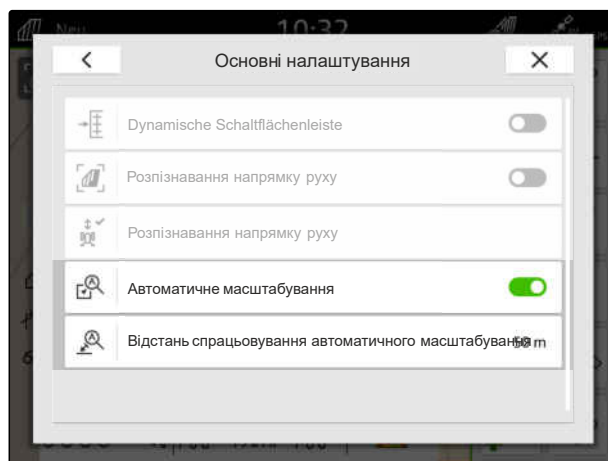 Neu
10:32
Основні налаштування
Dynamische Schaltflächenleiste
Розпізнавання напрямку руху
Розпізнавання напрямку руху
Автоматичне масштабування
Відстань спрацьовування автоматичного масштабування m